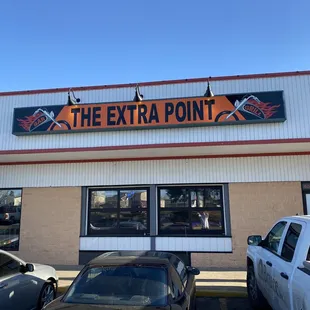 THE EXTRA POINT